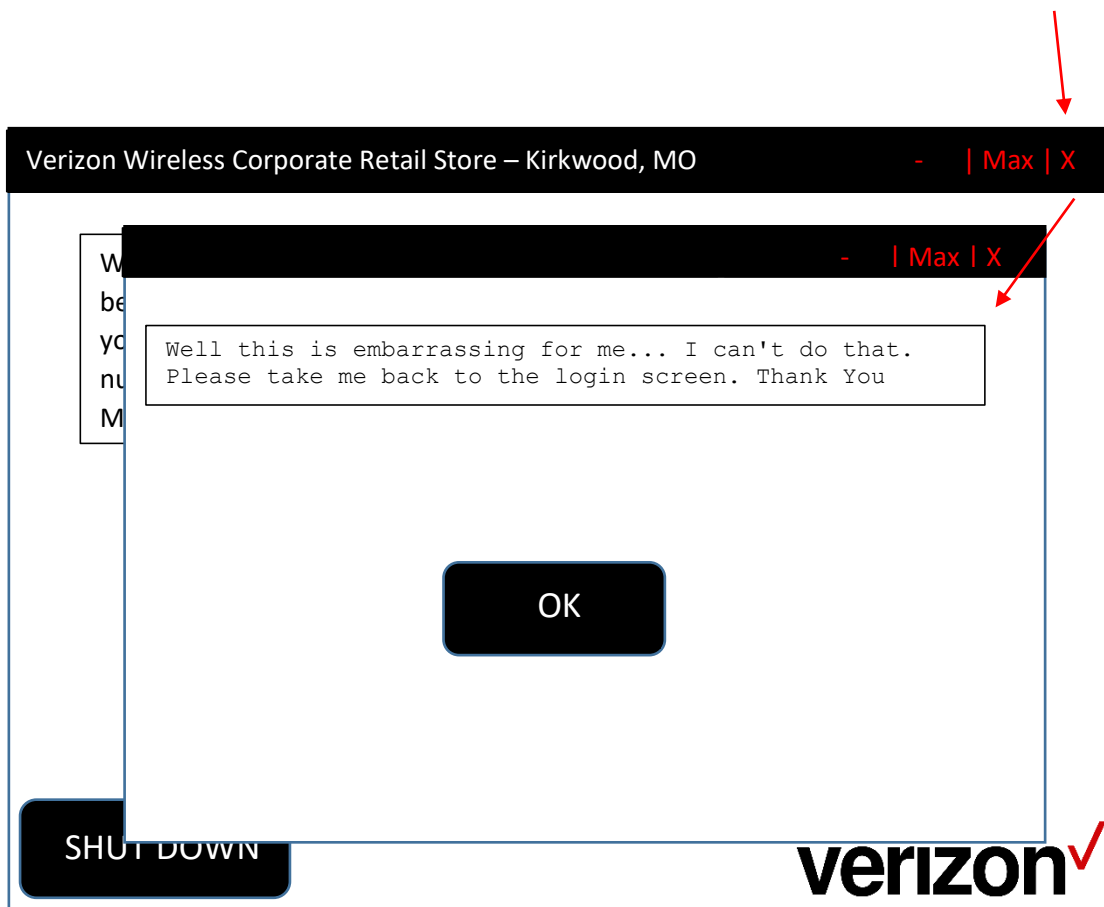 Verizon Wireless Corporate Retail Store – Kirkwood, MO - | Max | X
- | Max | X
Well this is embarrassing for me... I can't do that.
Please take me back to the login screen. Thank You
OK
SHUT DOWN
verizon